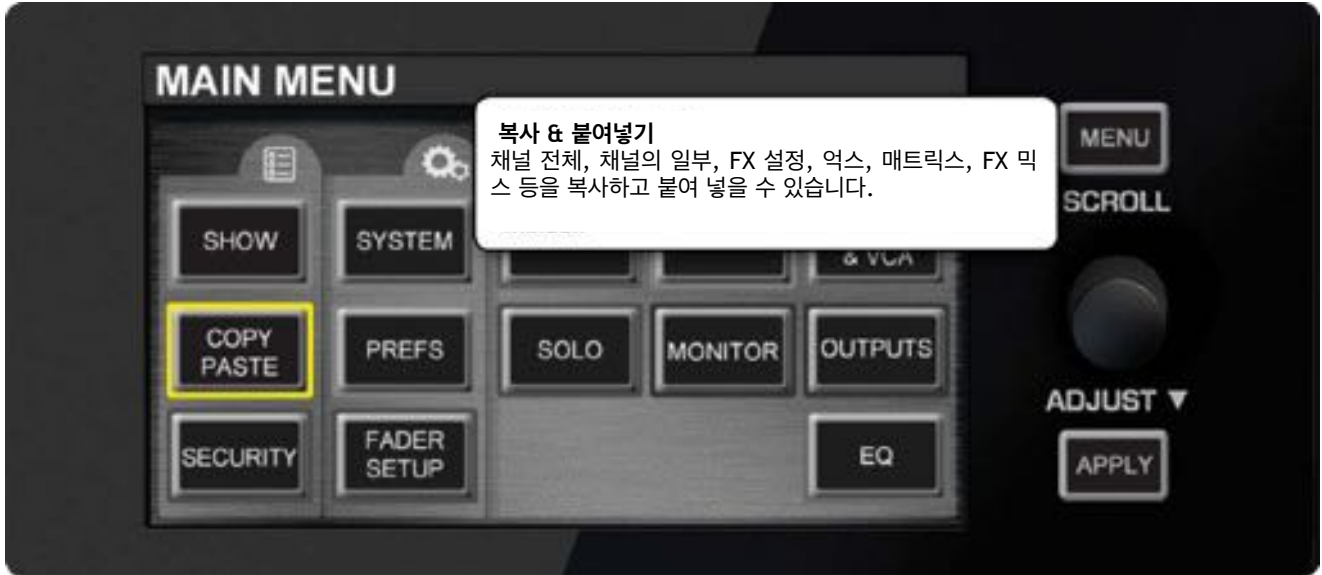 MAIN MENU
복사 & 붙여넣기
채널 전체, 채널의 일부, FX 설정, 억스, 매트릭스, FX 믹
스 등을 복사하고 붙여 넣을 수 있습니다.
MENU
SCROLL
SHOW
SYSTEM
& VCA
COPY
PASTE
PREFS
SOLO
MONITOR
OUTPUTS
ADJUST ▼
SECURITY
FADER
SETUP
EQ
APPLY